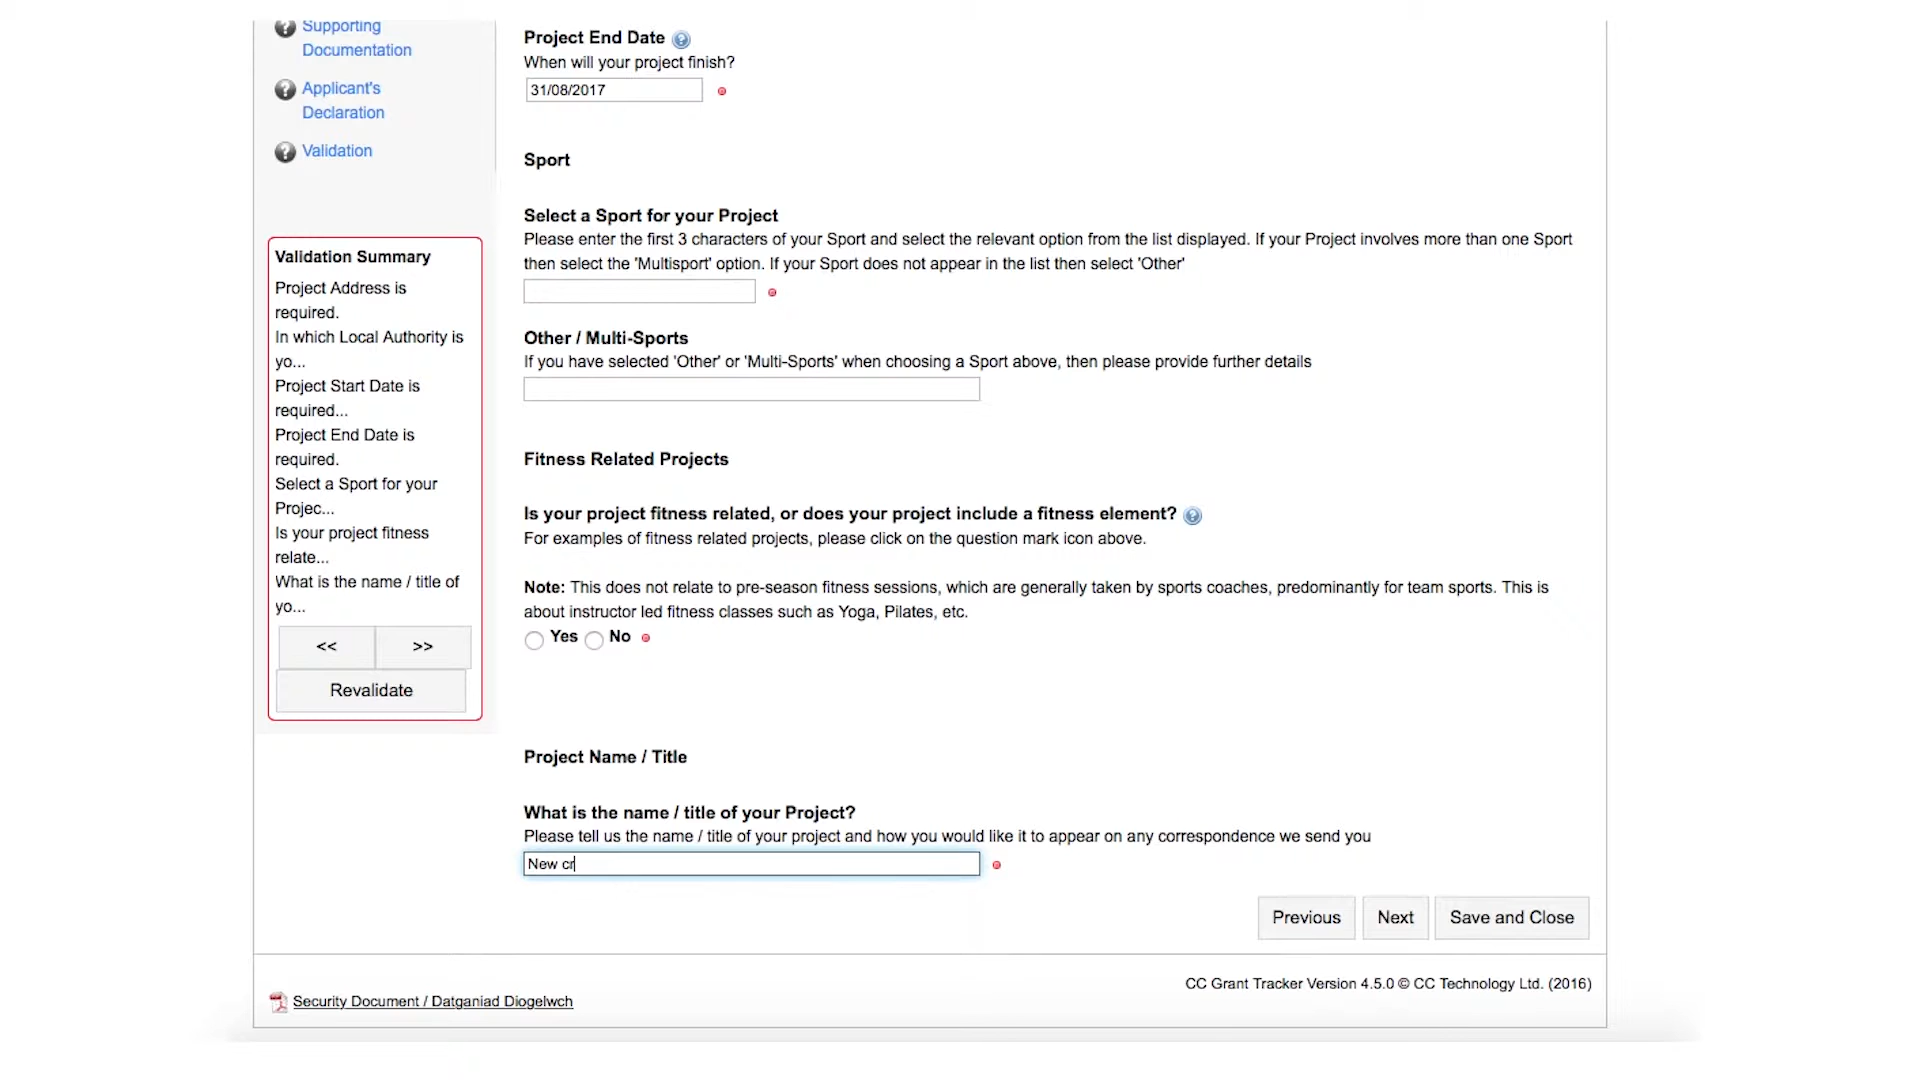 Supporting
Documentation
Applicant's
Declaration
Validation
Validation Summary
Project Address is
required.
In which Local Authority is
yo...
Project Start Date is
required...
Project End Date is
required.
Select a Sport for your
Projec...
Is your project fitness
relate...
What is the name / title of
yo...
<< >>
Revalidate
Project End Date
When will your project finish?
31/08/2017
Sport
Select a Sport for your Project
Please enter the first 3 characters of your Sport and select the relevant option from the list displayed. If your Project involves more than one Sport
then select the 'Multisport' option. If your Sport does not appear in the list then select 'Other'
Other / Multi-Sports
If you have selected 'Other' or 'Multi-Sports' when choosing a Sport above, then please provide further details
Fitness Related Projects
Is your project fitness related, or does your project include a fitness element?
For examples of fitness related projects, please click on the question mark icon above.
Note: This does not relate to pre-season fitness sessions, which are generally taken by sports coaches, predominantly for team sports. This is
about instructor led fitness classes such as Yoga, Pilates, etc.
Yes No
Project Name / Title
What is the name / title of your Project?
Please tell us the name / title of your project and how you would like it to appear on any correspondence we send you
New cr
Previous Next Save and Close
CC Grant Tracker Version 4.5.0 © CC Technology Ltd. (2016)
Security Document / Datganiad Diogelwch